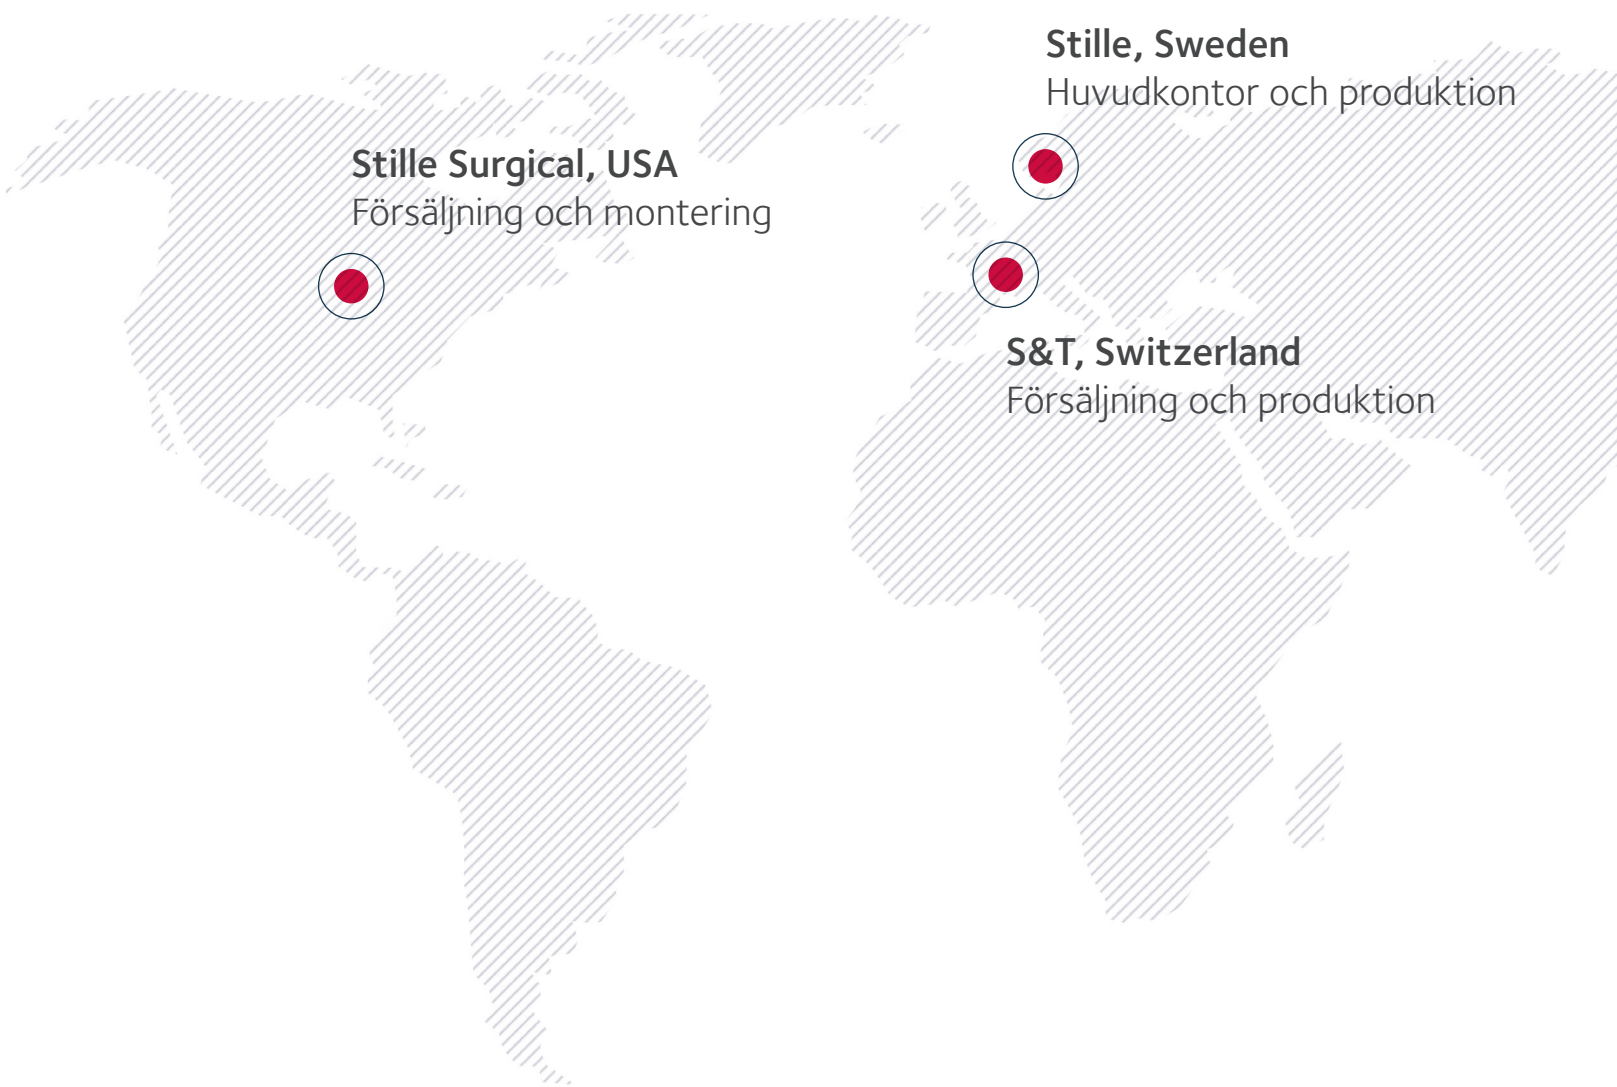 Stille, Sweden
Huvudkontor och produktion
Stille Surgical, USA
Försäljning och montering
S&T, Switzerland
Försäljning och produktion